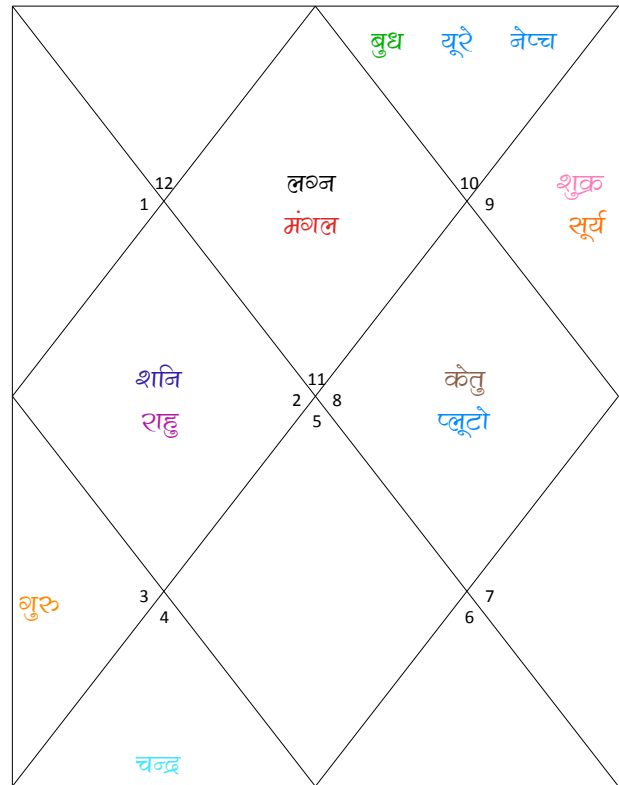 बुध यूरे नेप्च
12 लग्न 10 शुक्र
1 मंगल 9 सूर्य
शनि 11 केतु
राहु 2 8 प्लूटो
5
गुरु 3 7
4 6
चन्द्र